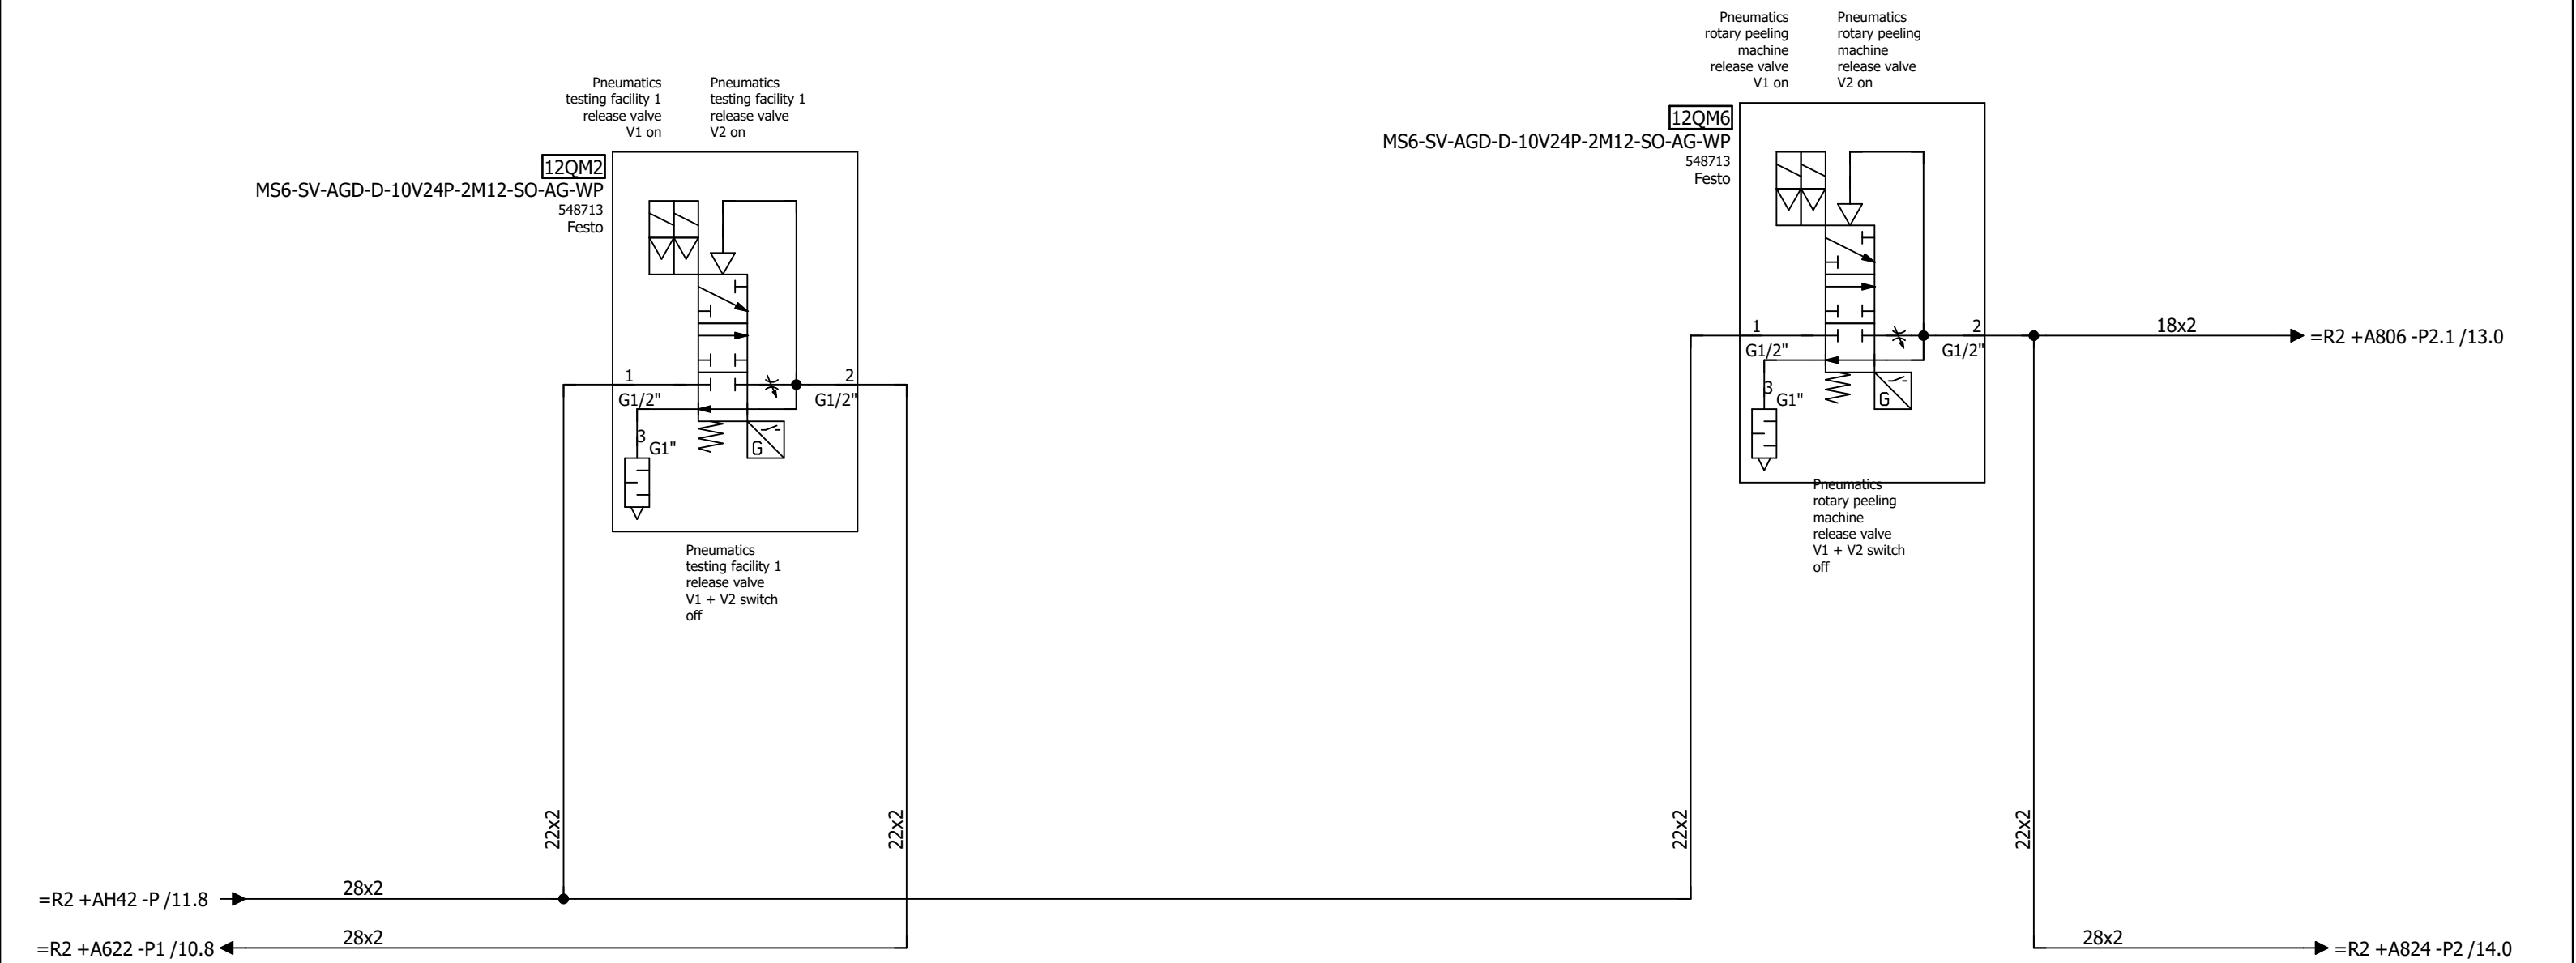 Pneumatics
testing facility 1
release valve
V1 on
Pneumatics
testing facility 1
release valve
V2 on
12QM2
MS6-SV-AGD-D-10V24P-2M12-SO-AG-WP
548713
Festo
1
G1/2"
2
G1/2"
3
G1"
G
Pneumatics
testing facility 1
release valve
V1 + V2 switch
off
22x2
22x2
=R2 +AH42 -P /11.8
28x2
=R2 +A622 -P1 /10.8
28x2
Pneumatics
rotary peeling
machine
release valve
V1 on
Pneumatics
rotary peeling
machine
release valve
V2 on
12QM6
MS6-SV-AGD-D-10V24P-2M12-SO-AG-WP
548713
Festo
1
G1/2"
2
G1/2"
3
G1"
G
Pneumatics
rotary peeling
machine
release valve
V1 + V2 switch
off
18x2
=R2 +A806 -P2.1 /13.0
22x2
22x2
28x2
=R2 +A824 -P2 /14.0